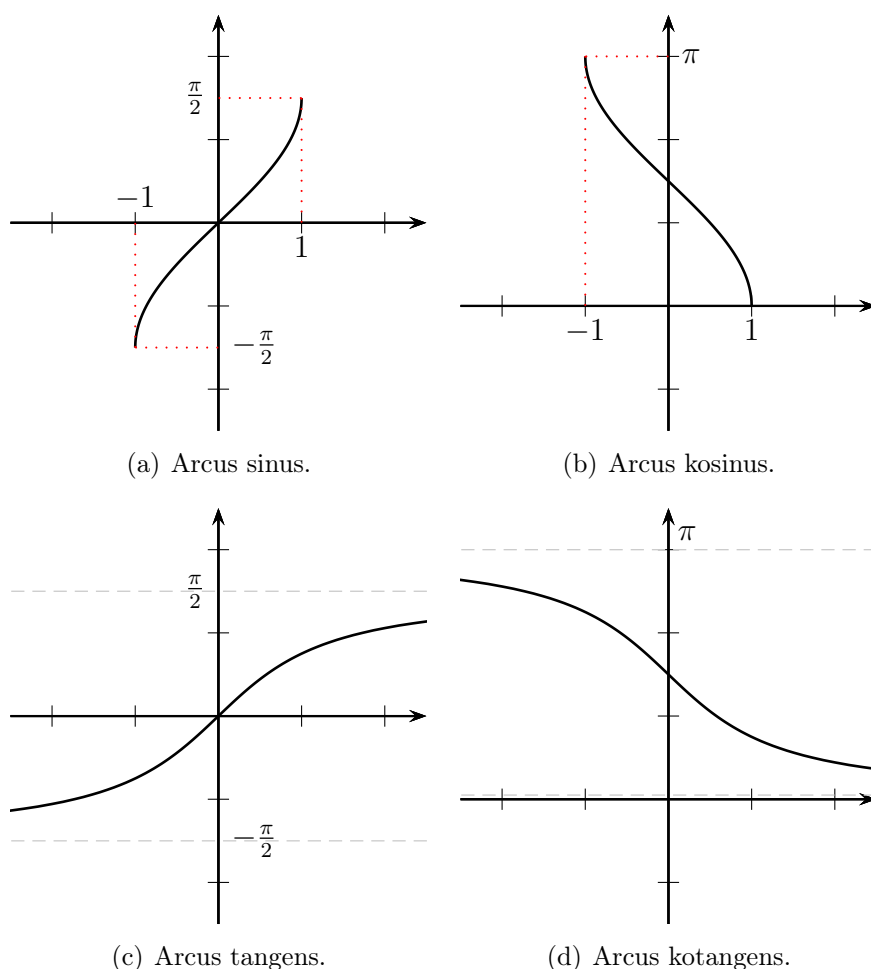 π/2
−1
1
−π/2
(a) Arcus sinus.
π
−1
1
(b) Arcus kosinus.
π/2
−π/2
(c) Arcus tangens.
π
(d) Arcus kotangens.